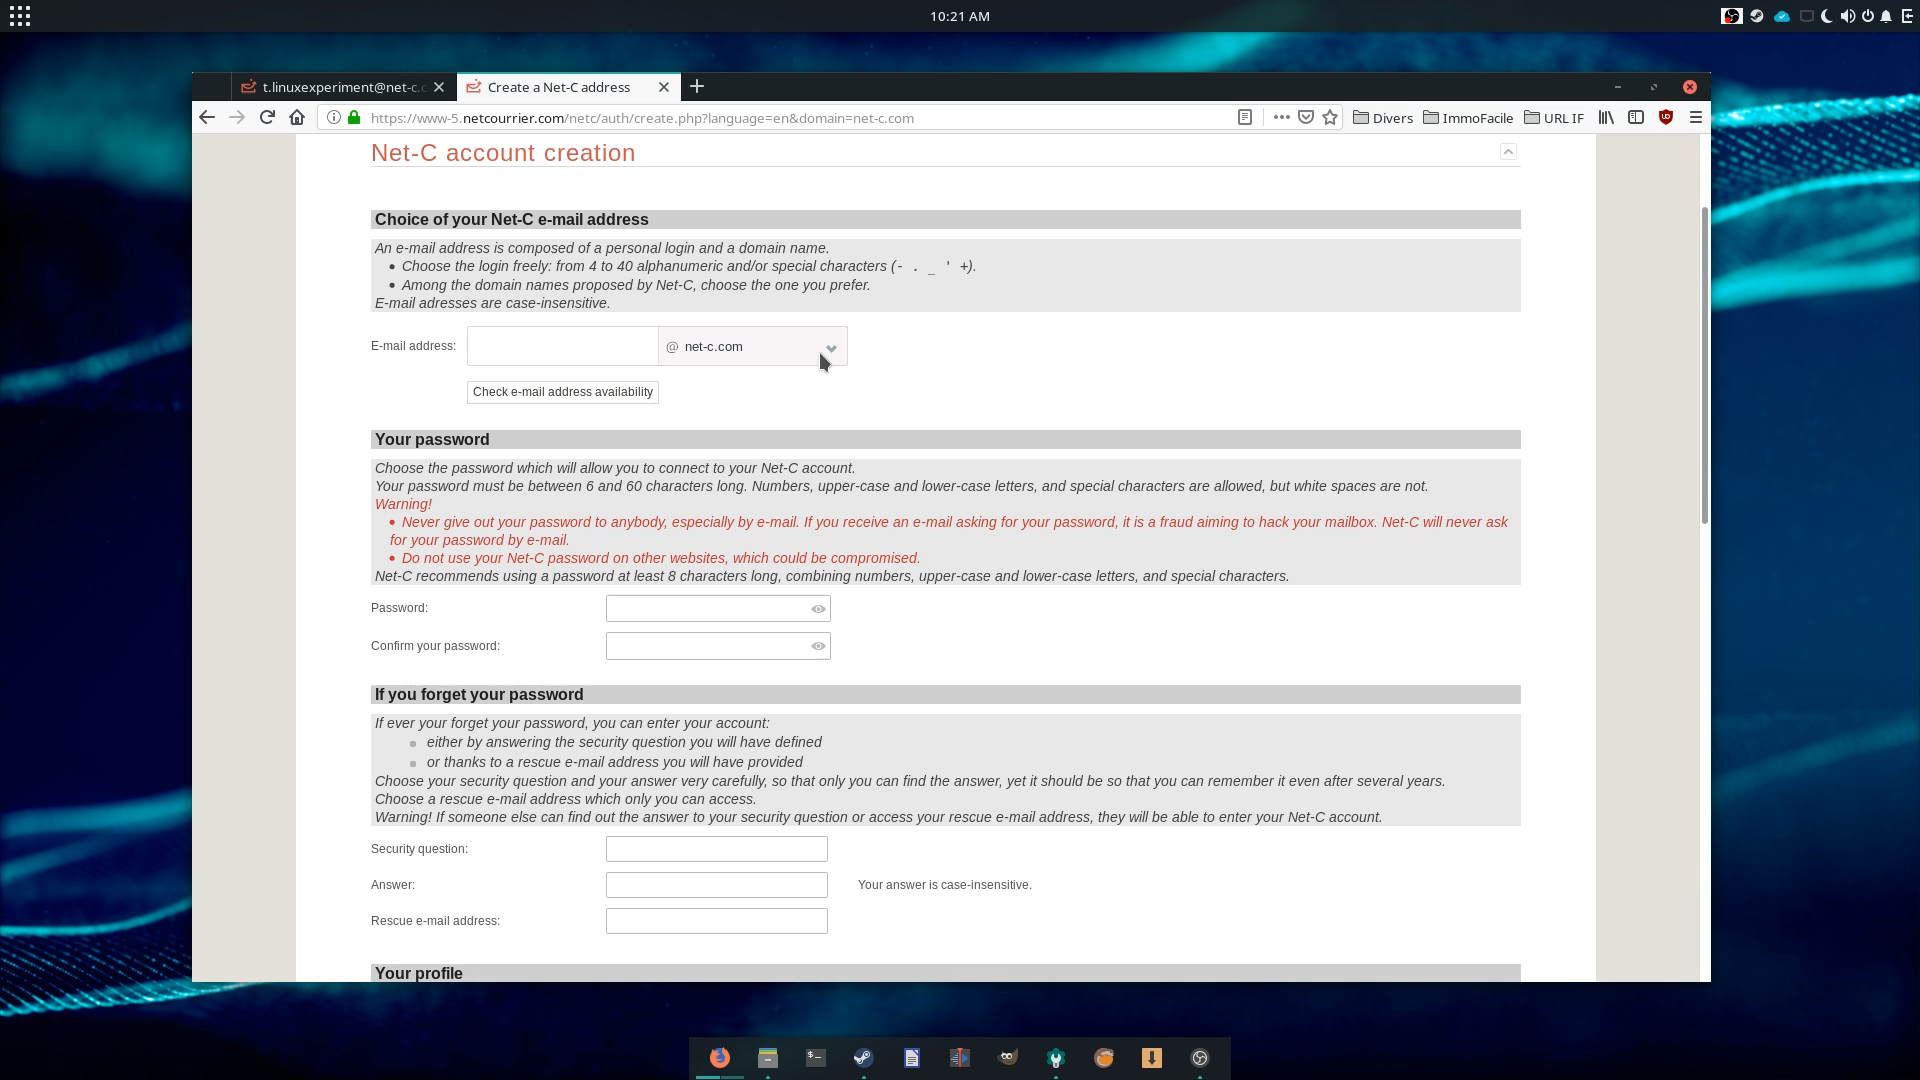 10:21 AM
t.linuxexperiment@net-c.c
Create a Net-C address
https://www-5.netcourrier.com/netc/auth/create.php?language=en&domain=net-c.com
Divers
ImmoFacile
URL IF
Net-C account creation
Choice of your Net-C e-mail address
An e-mail address is composed of a personal login and a domain name.
• Choose the login freely: from 4 to 40 alphanumeric and/or special characters (- . _ ' +).
• Among the domain names proposed by Net-C, choose the one you prefer.
E-mail adresses are case-insensitive.
E-mail address:
@ net-c.com
Check e-mail address availability
Your password
Choose the password which will allow you to connect to your Net-C account.
Your password must be between 6 and 60 characters long. Numbers, upper-case and lower-case letters, and special characters are allowed, but white spaces are not.
Warning!
• Never give out your password to anybody, especially by e-mail. If you receive an e-mail asking for your password, it is a fraud aiming to hack your mailbox. Net-C will never ask
for your password by e-mail.
• Do not use your Net-C password on other websites, which could be compromised.
Net-C recommends using a password at least 8 characters long, combining numbers, upper-case and lower-case letters, and special characters.
Password:
Confirm your password:
If you forget your password
If ever your forget your password, you can enter your account:
either by answering the security question you will have defined
or thanks to a rescue e-mail address you will have provided
Choose your security question and your answer very carefully, so that only you can find the answer, yet it should be so that you can remember it even after several years.
Choose a rescue e-mail address which only you can access.
Warning! If someone else can find out the answer to your security question or access your rescue e-mail address, they will be able to enter your Net-C account.
Security question:
Answer:
Your answer is case-insensitive.
Rescue e-mail address:
Your profile